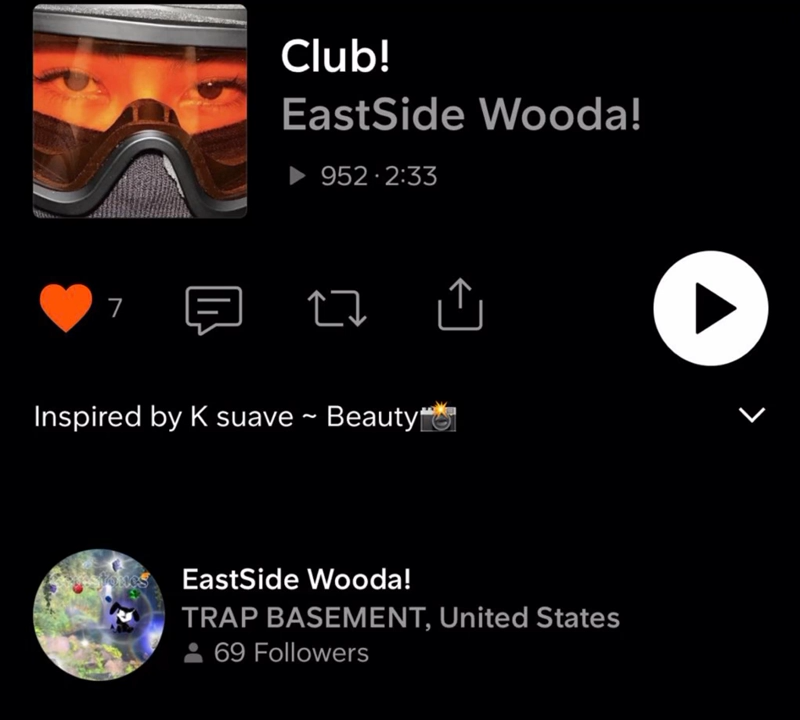 Club!
EastSide Wooda!
952 · 2:33
7
Inspired by K suave ~ Beauty📸
EastSide Wooda!
TRAP BASEMENT, United States
69 Followers